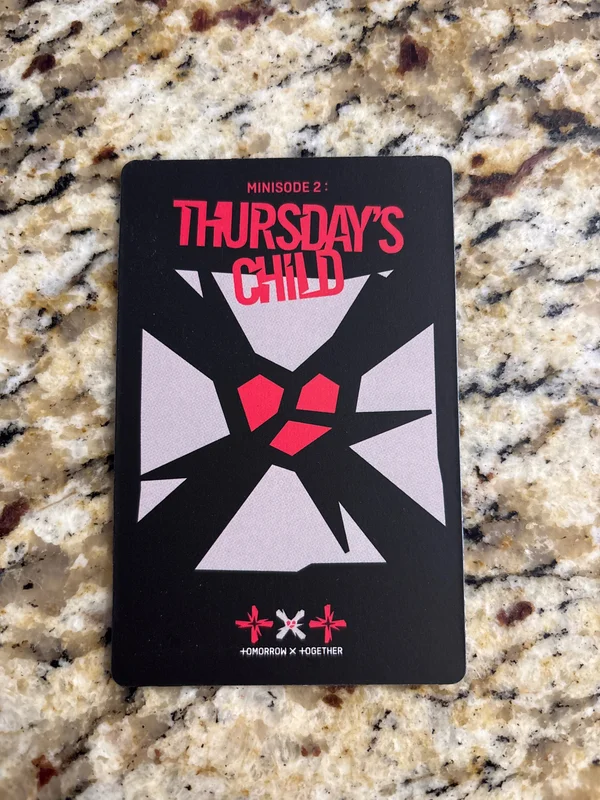 MINISODE 2:
THURSDAY'S
CHILD
TOMORROW X TOGETHER